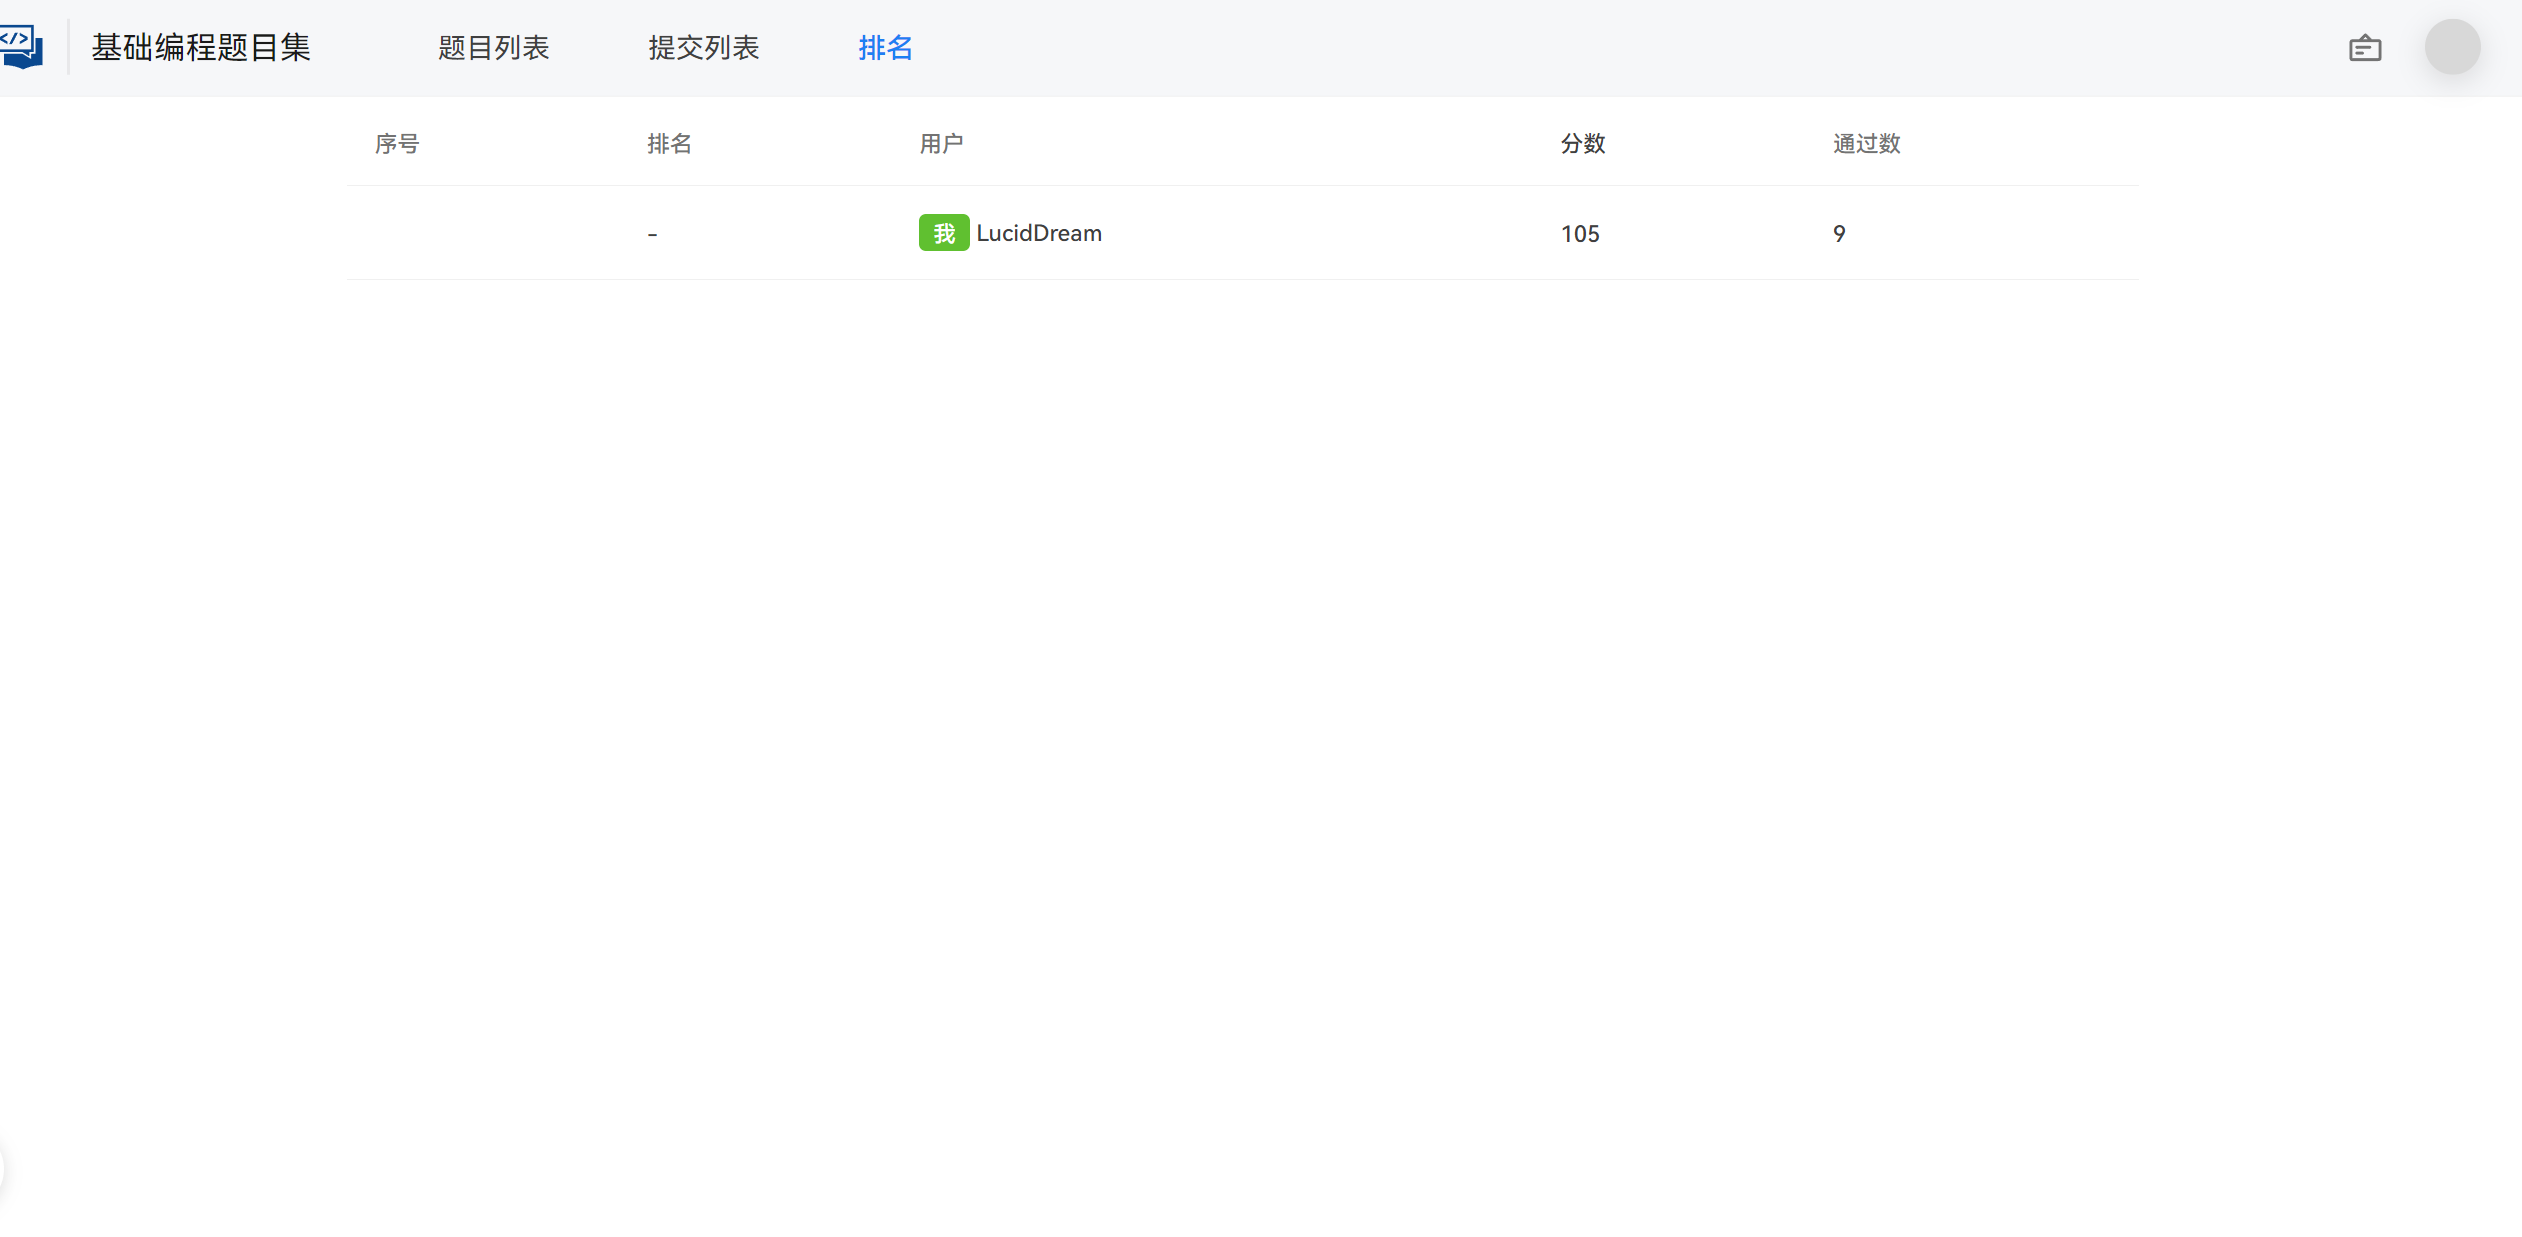 </> 基础编程题目集 题目列表 提交列表 排名
序号 排名 用户 分数 通过数
- 我 LucidDream 105 9